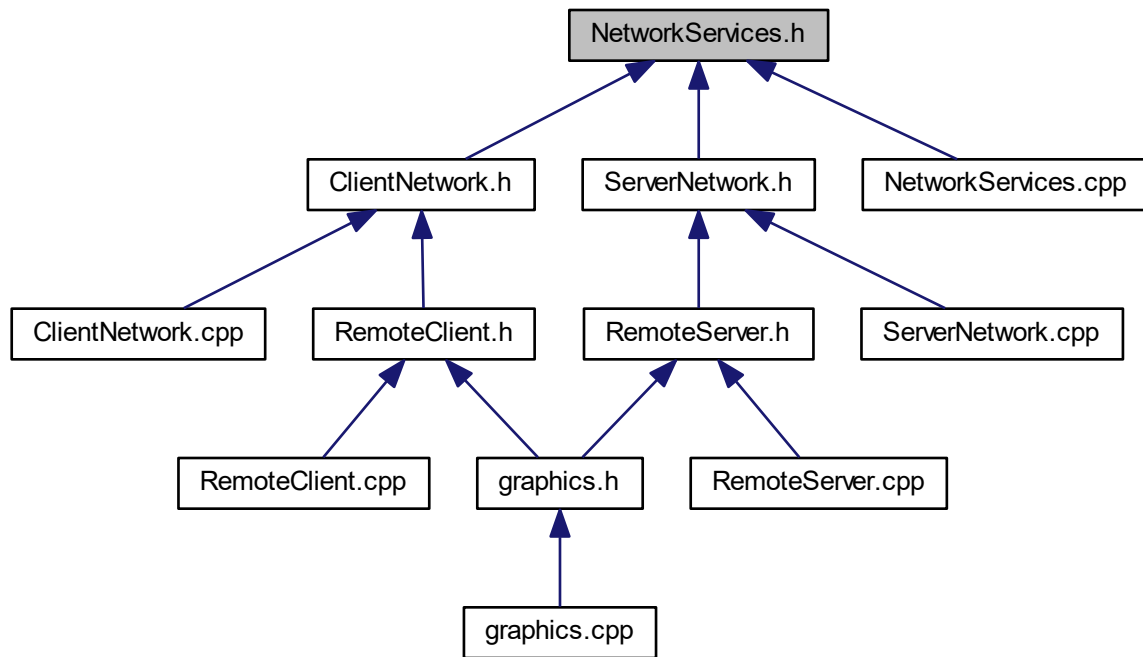 NetworkServices.h
ClientNetwork.h
ServerNetwork.h
NetworkServices.cpp
ClientNetwork.cpp
RemoteClient.h
RemoteServer.h
ServerNetwork.cpp
RemoteClient.cpp
graphics.h
RemoteServer.cpp
graphics.cpp